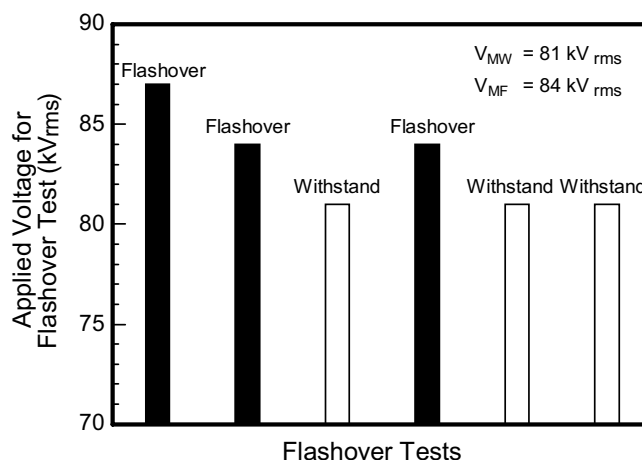 90
85
80
75
70
Applied Voltage for
Flashover Test (kVrms)
V_MW = 81 kV rms
V_MF = 84 kV rms
Flashover
Flashover
Flashover
Withstand
Withstand
Withstand
Flashover Tests